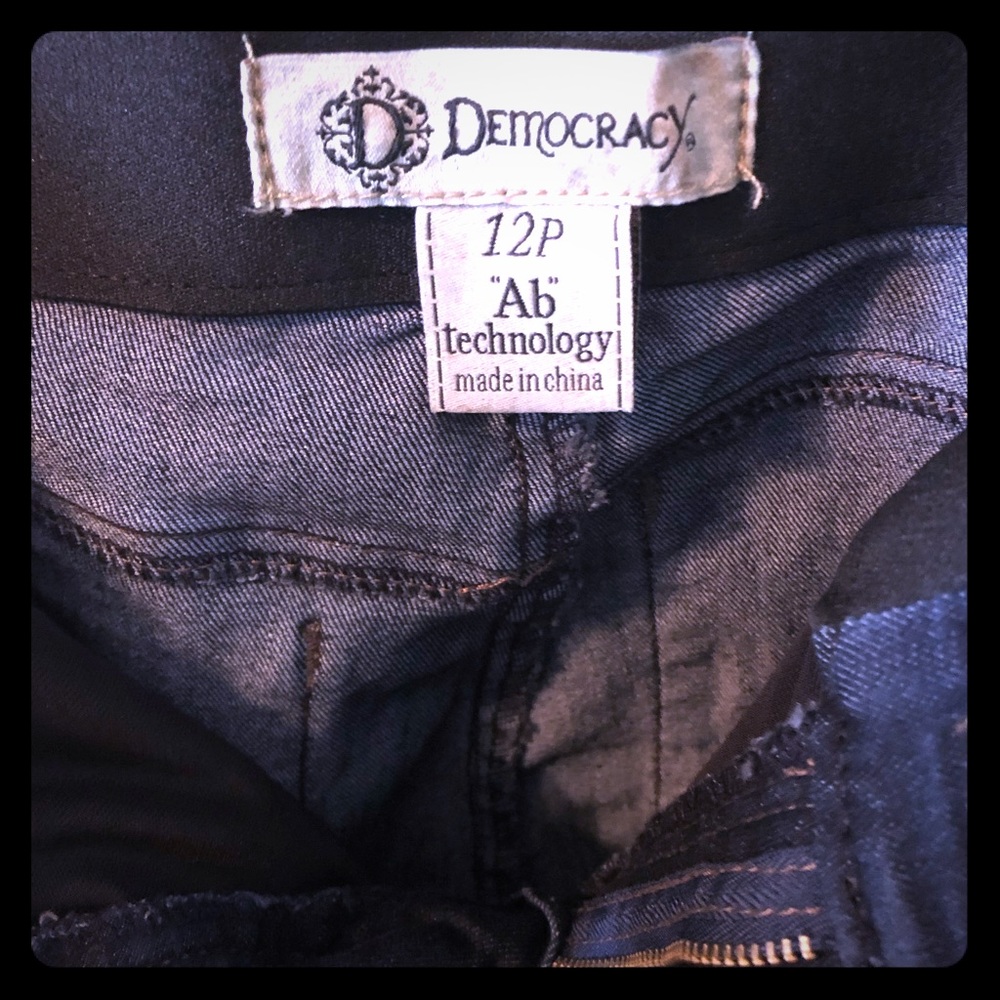 D DEMOCRACY®
12P
"Ab"
technology
made in china